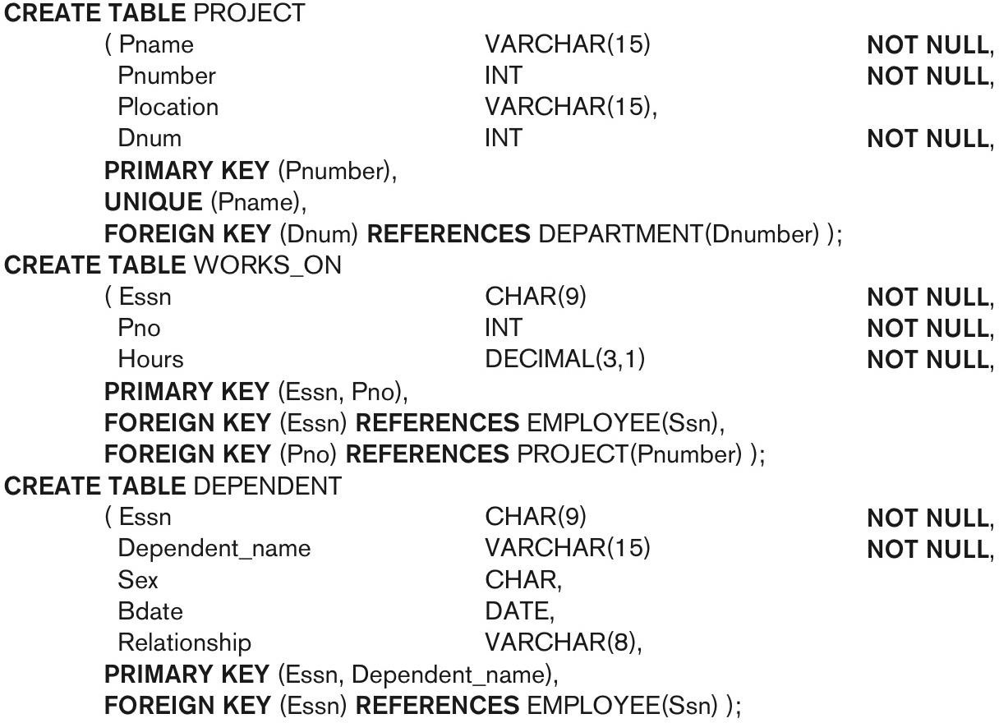 CREATE TABLE PROJECT
( Pname VARCHAR(15) NOT NULL,
Pnumber INT NOT NULL,
Plocation VARCHAR(15),
Dnum INT NOT NULL,
PRIMARY KEY (Pnumber),
UNIQUE (Pname),
FOREIGN KEY (Dnum) REFERENCES DEPARTMENT(Dnumber) );
CREATE TABLE WORKS_ON
( Essn CHAR(9) NOT NULL,
Pno INT NOT NULL,
Hours DECIMAL(3,1) NOT NULL,
PRIMARY KEY (Essn, Pno),
FOREIGN KEY (Essn) REFERENCES EMPLOYEE(Ssn),
FOREIGN KEY (Pno) REFERENCES PROJECT(Pnumber) );
CREATE TABLE DEPENDENT
( Essn CHAR(9) NOT NULL,
Dependent_name VARCHAR(15) NOT NULL,
Sex CHAR,
Bdate DATE,
Relationship VARCHAR(8),
PRIMARY KEY (Essn, Dependent_name),
FOREIGN KEY (Essn) REFERENCES EMPLOYEE(Ssn) );